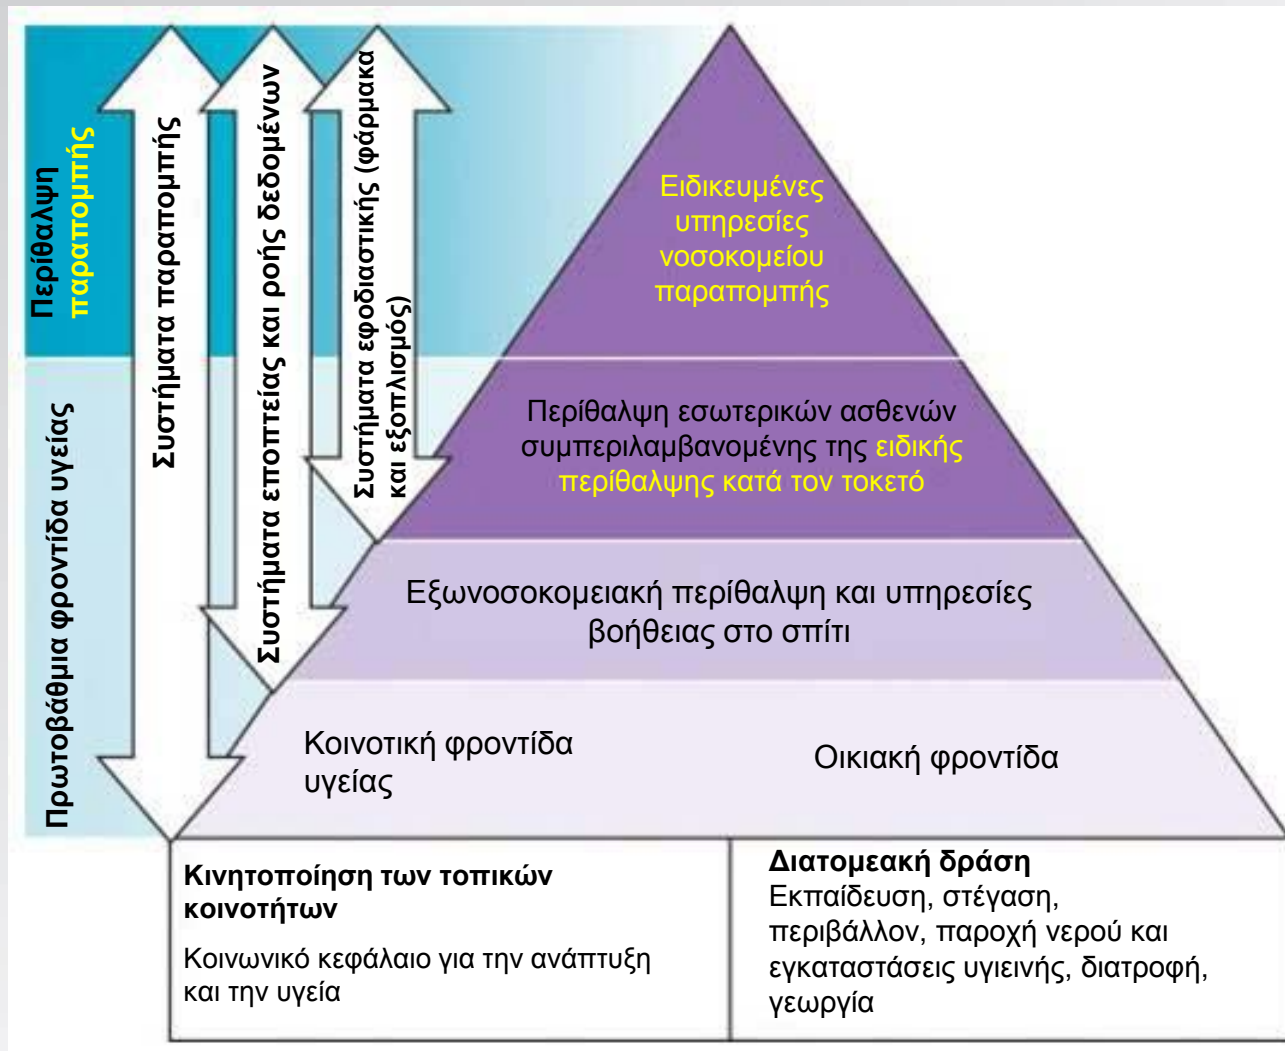 Περίθαλψη
παραπομπής
Πρωτοβάθμια φροντίδα υγείας
Συστήματα παραπομπής
Συστήματα εποπτείας και ροής δεδομένων
Συστήματα εφοδιαστικής (φάρμακα
και εξοπλισμός)
Ειδικευμένες
υπηρεσίες
νοσοκομείου
παραπομπής
Περίθαλψη εσωτερικών ασθενών
συμπεριλαμβανομένης της ειδικής
περίθαλψης κατά τον τοκετό
Εξωνοσοκομειακή περίθαλψη και υπηρεσίες
βοήθειας στο σπίτι
Κοινοτική φροντίδα
υγείας
Οικιακή φροντίδα
Κινητοποίηση των τοπικών
κοινοτήτων
Κοινωνικό κεφάλαιο για την ανάπτυξη
και την υγεία
Διατομεακή δράση
Εκπαίδευση, στέγαση,
περιβάλλον, παροχή νερού και
εγκαταστάσεις υγιεινής, διατροφή,
γεωργία